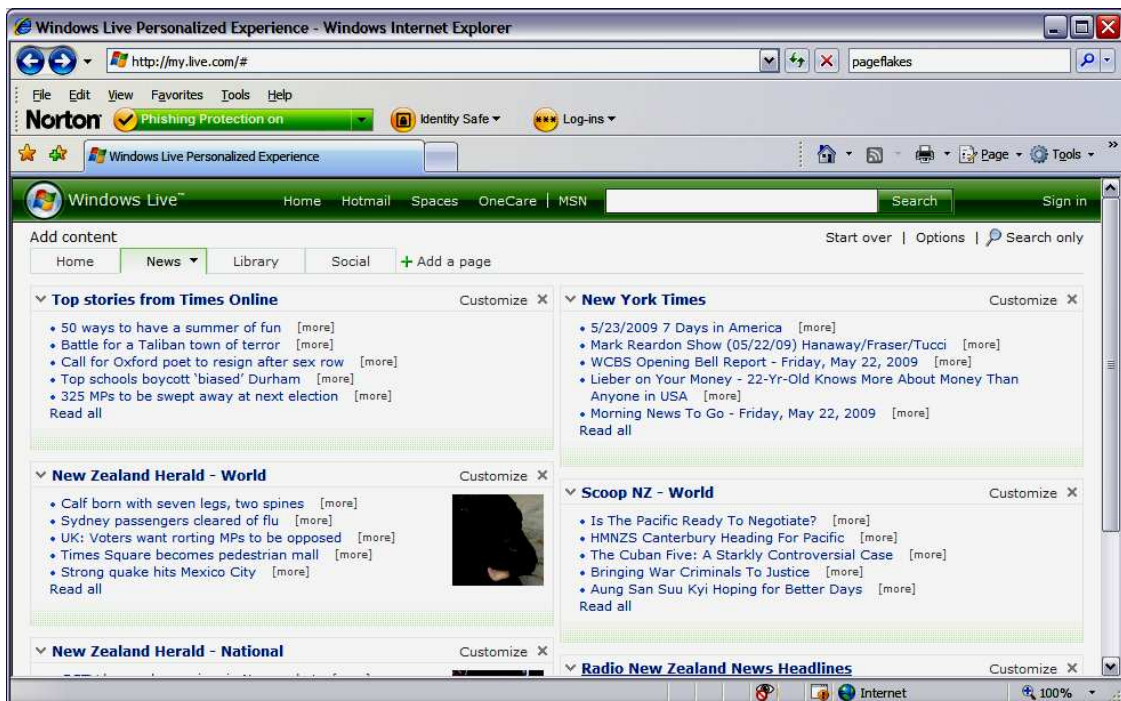 Windows Live Personalized Experience - Windows Internet Explorer
http://my.live.com/#
pageflakes
File Edit View Favorites Tools Help
Norton Phishing Protection on Identity Safe Log-ins
Windows Live Personalized Experience
Page Tools
Windows Live™ Home Hotmail Spaces OneCare | MSN Search Sign in
Add content
Start over | Options | Search only
Home News Library Social + Add a page
Top stories from Times Online Customize
50 ways to have a summer of fun [more]
Battle for a Taliban town of terror [more]
Call for Oxford poet to resign after sex row [more]
Top schools boycott 'biased' Durham [more]
325 MPs to be swept away at next election [more]
Read all
New Zealand Herald - World Customize
Calf born with seven legs, two spines [more]
Sydney passengers cleared of flu [more]
UK: Voters want rorting MPs to be opposed [more]
Times Square becomes pedestrian mall [more]
Strong quake hits Mexico City [more]
Read all
New Zealand Herald - National Customize
New York Times Customize
5/23/2009 7 Days in America [more]
Mark Reardon Show (05/22/09) Hanaway/Fraser/Tucci [more]
WCBS Opening Bell Report - Friday, May 22, 2009 [more]
Lieber on Your Money - 22-Yr-Old Knows More About Money Than
Anyone in USA [more]
Morning News To Go - Friday, May 22, 2009 [more]
Read all
Scoop NZ - World Customize
Is The Pacific Ready To Negotiate? [more]
HMNZS Canterbury Heading For Pacific [more]
The Cuban Five: A Starkly Controversial Case [more]
Bringing War Criminals To Justice [more]
Aung San Suu Kyi Hoping for Better Days [more]
Read all
Radio New Zealand News Headlines Customize
Internet 100%